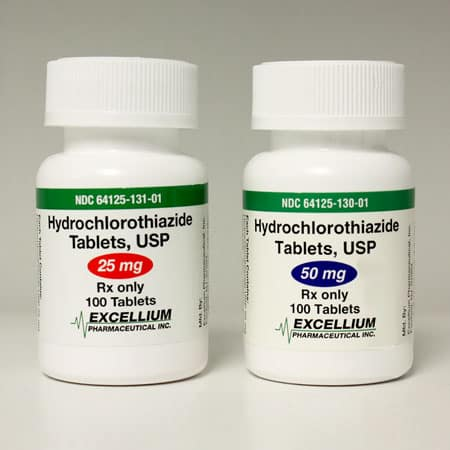 NDC 64125-131-01
Hydrochlorothiazide
Tablets, USP
25 mg
Rx only
100 Tablets
EXCELLIUM
PHARMACEUTICAL INC.
NDC 64125-130-01
Hydrochlorothiazide
Tablets, USP
50 mg
Rx only
100 Tablets
EXCELLIUM
PHARMACEUTICAL INC.